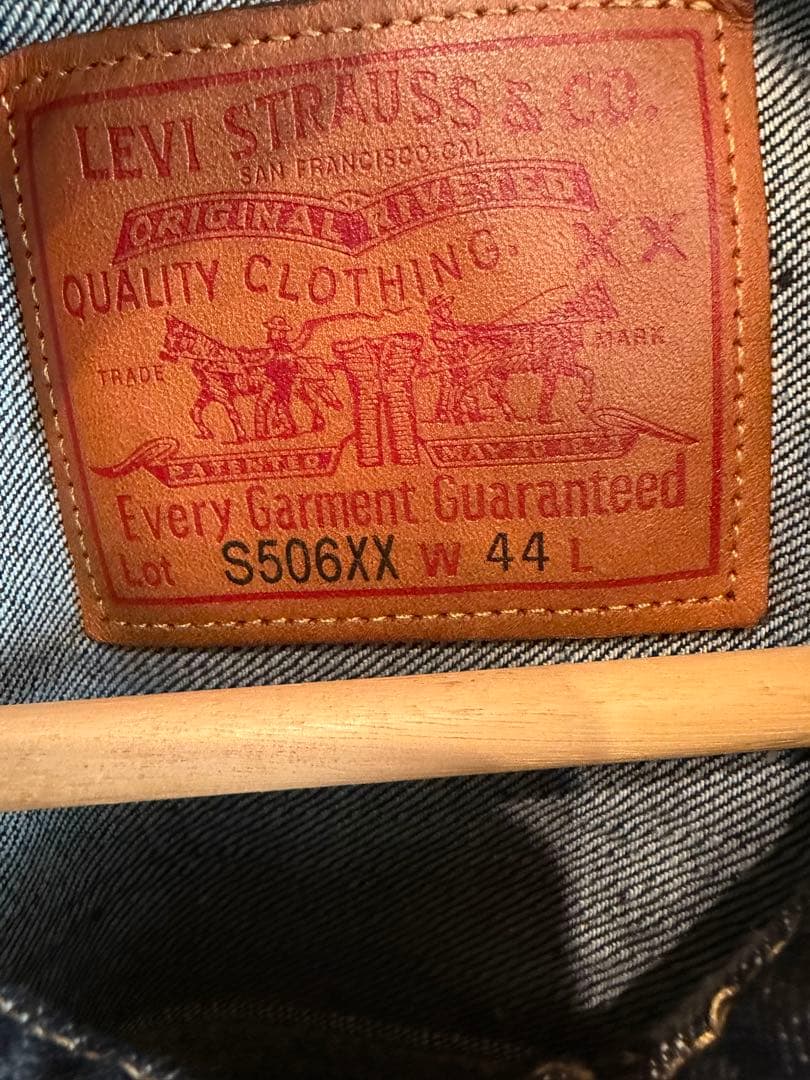 LEVI STRAUSS & CO.
SAN FRANCISCO, CAL.
ORIGINAL RIVETED
QUALITY CLOTHING. XX
TRADE MARK
PATENTED MAY 20 1873
Every Garment Guaranteed
Lot S506XX W 44 L